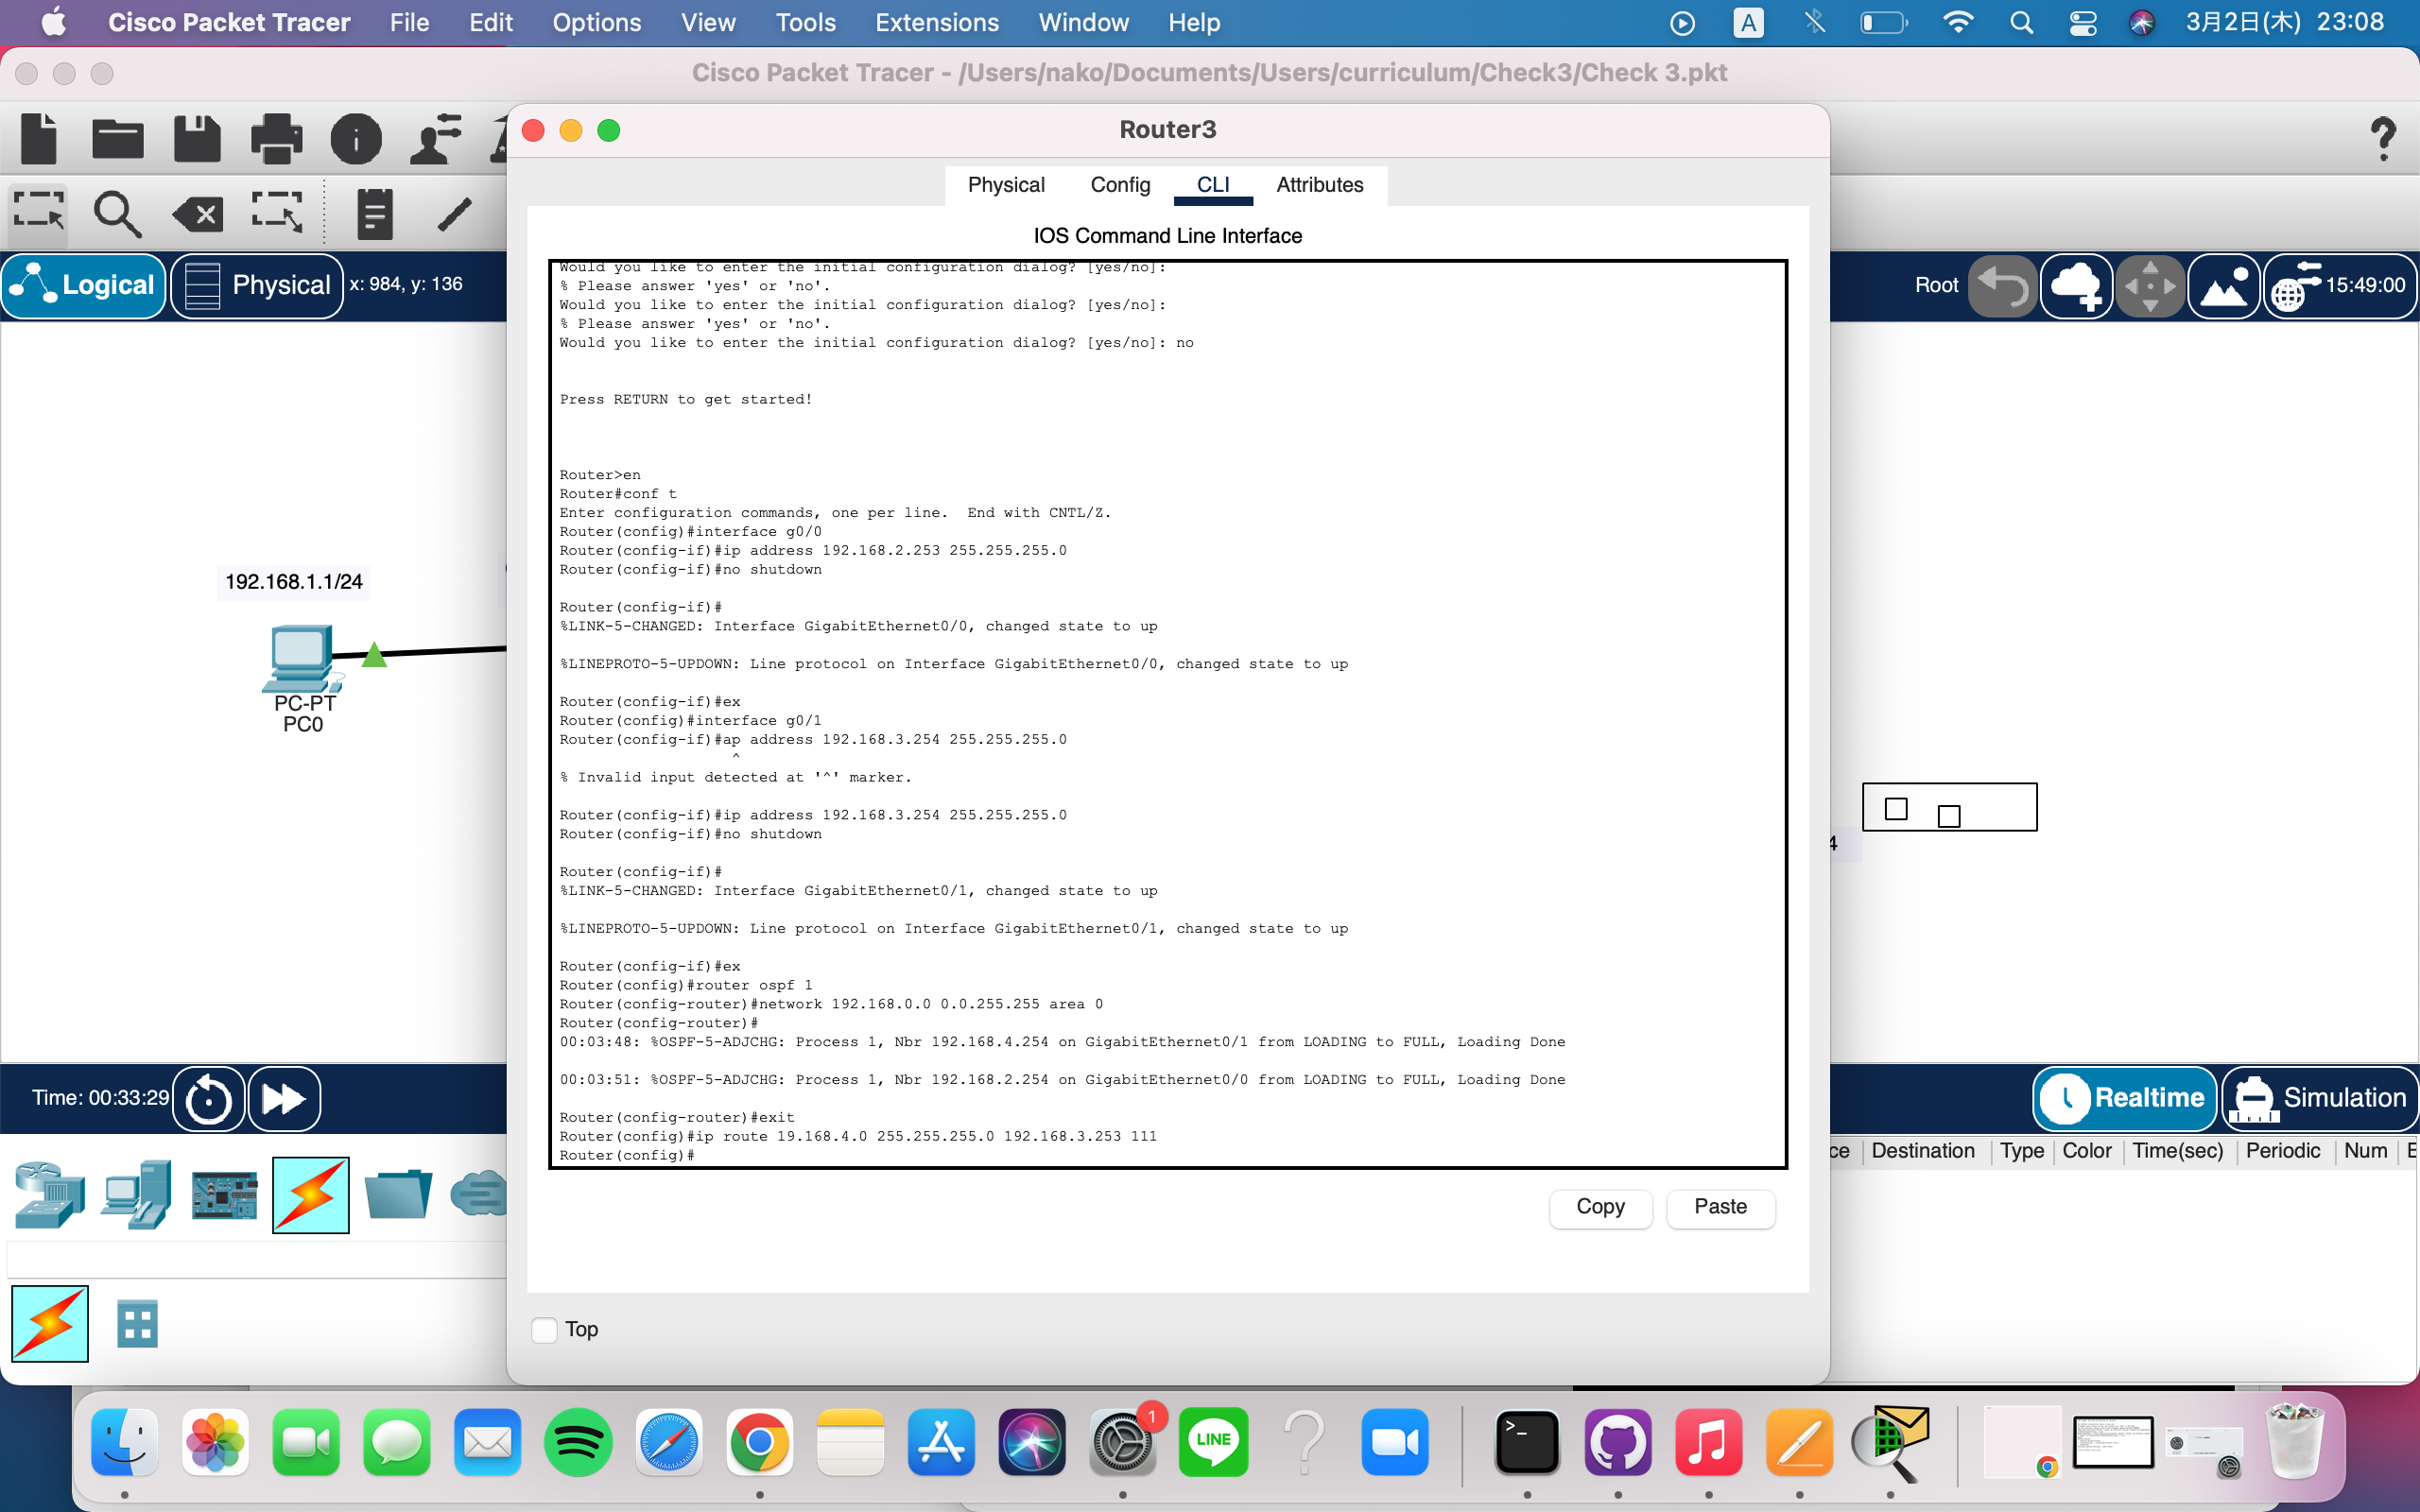 Cisco Packet Tracer File Edit Options View Tools Extensions Window Help A 3月2日(木) 23:08
Cisco Packet Tracer - /Users/nako/Documents/Users/curriculum/Check3/Check 3.pkt
Router3
Physical Config CLI Attributes
IOS Command Line Interface
Logical Physical x: 984, y: 136
Root 15:49:00
Would you like to enter the initial configuration dialog? [yes/no]:
% Please answer 'yes' or 'no'.
Would you like to enter the initial configuration dialog? [yes/no]:
% Please answer 'yes' or 'no'.
Would you like to enter the initial configuration dialog? [yes/no]: no
Press RETURN to get started!
Router>en
Router#conf t
Enter configuration commands, one per line.  End with CNTL/Z.
Router(config)#interface g0/0
Router(config-if)#ip address 192.168.2.253 255.255.255.0
Router(config-if)#no shutdown
Router(config-if)#
%LINK-5-CHANGED: Interface GigabitEthernet0/0, changed state to up
%LINEPROTO-5-UPDOWN: Line protocol on Interface GigabitEthernet0/0, changed state to up
Router(config-if)#ex
Router(config)#interface g0/1
Router(config-if)#ap address 192.168.3.254 255.255.255.0
^
% Invalid input detected at '^' marker.
Router(config-if)#ip address 192.168.3.254 255.255.255.0
Router(config-if)#no shutdown
Router(config-if)#
%LINK-5-CHANGED: Interface GigabitEthernet0/1, changed state to up
%LINEPROTO-5-UPDOWN: Line protocol on Interface GigabitEthernet0/1, changed state to up
Router(config-if)#ex
Router(config)#router ospf 1
Router(config-router)#network 192.168.0.0 0.0.255.255 area 0
Router(config-router)#
00:03:48: %OSPF-5-ADJCHG: Process 1, Nbr 192.168.4.254 on GigabitEthernet0/1 from LOADING to FULL, Loading Done
00:03:51: %OSPF-5-ADJCHG: Process 1, Nbr 192.168.2.254 on GigabitEthernet0/0 from LOADING to FULL, Loading Done
Router(config-router)#exit
Router(config)#ip route 19.168.4.0 255.255.255.0 192.168.3.253 111
Router(config)#
192.168.1.1/24
PC-PT
PC0
4
Copy Paste
Top
Time: 00:33:29
Realtime Simulation
ce Destination Type Color Time(sec) Periodic Num E
1
LINE